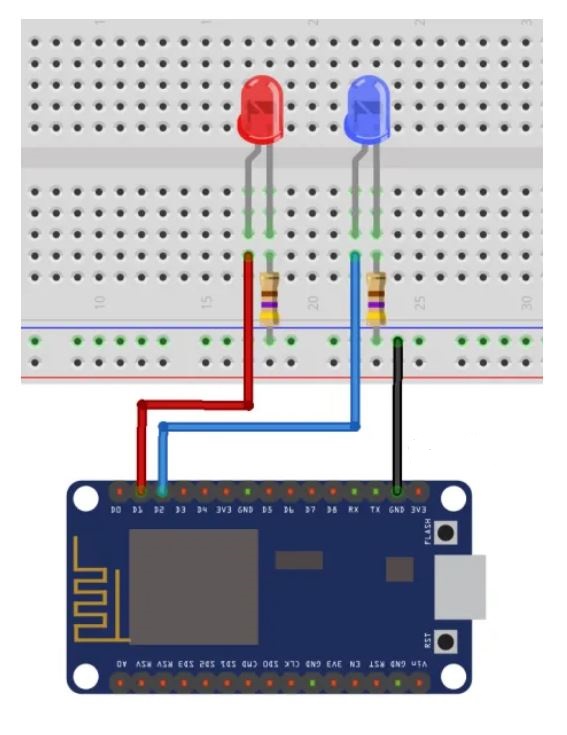 25
10 15 20 25 30
D0 D1 D2 D3 D4 3V3 GND D5 D6 D7 D8 RX TX GND 3V3
FLASH
RST
A0 RSV RSV SD3 SD2 SD1 CMD SD0 CLK GND 3V3 EN RST GND Vin